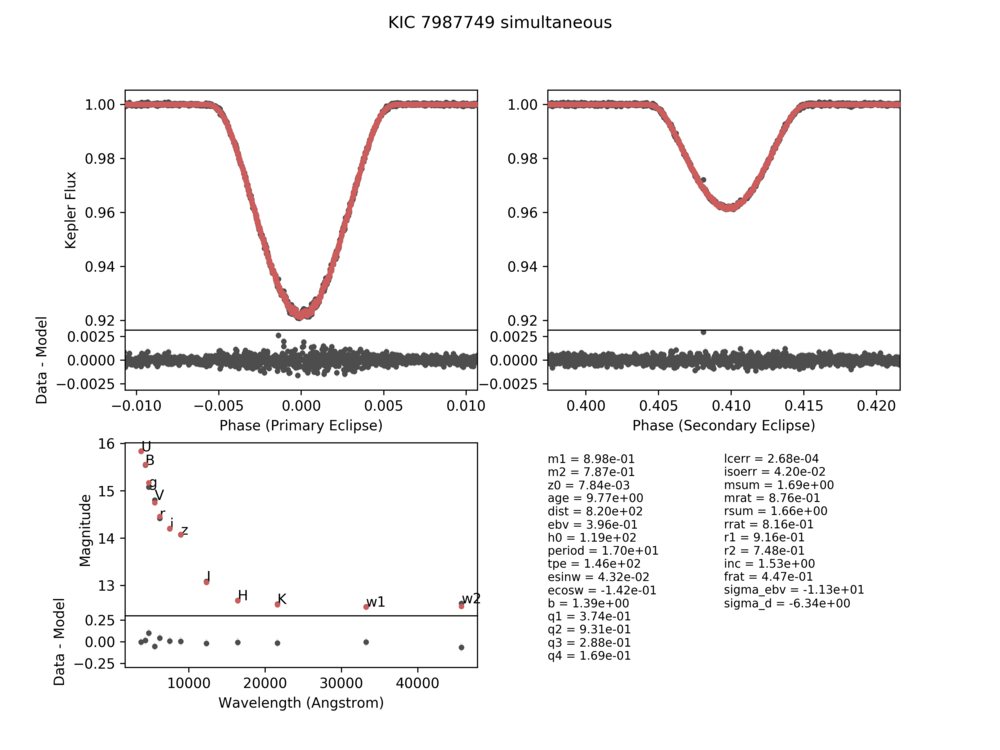 KIC 7987749 simultaneous
1.00
0.98
0.96
0.94
0.92
Kepler Flux
0.0025
0.0000
−0.0025
Data - Model
−0.010 −0.005 0.000 0.005 0.010
Phase (Primary Eclipse)
1.00
0.98
0.96
0.94
0.92
0.0025
0.0000
−0.0025
0.400 0.405 0.410 0.415 0.420
Phase (Secondary Eclipse)
16
15
14
13
Magnitude
U
B
g
V
r
i
z
J
H
K
w1
w2
0.25
0.00
−0.25
Data - Model
10000 20000 30000 40000
Wavelength (Angstrom)
m1 = 8.98e-01
m2 = 7.87e-01
z0 = 7.84e-03
age = 9.77e+00
dist = 8.20e+02
ebv = 3.96e-01
h0 = 1.19e+02
period = 1.70e+01
tpe = 1.46e+02
esinw = 4.32e-02
ecosw = -1.42e-01
b = 1.39e+00
q1 = 3.74e-01
q2 = 9.31e-01
q3 = 2.88e-01
q4 = 1.69e-01
lcerr = 2.68e-04
isoerr = 4.20e-02
msum = 1.69e+00
mrat = 8.76e-01
rsum = 1.66e+00
rrat = 8.16e-01
r1 = 9.16e-01
r2 = 7.48e-01
inc = 1.53e+00
frat = 4.47e-01
sigma_ebv = -1.13e+01
sigma_d = -6.34e+00